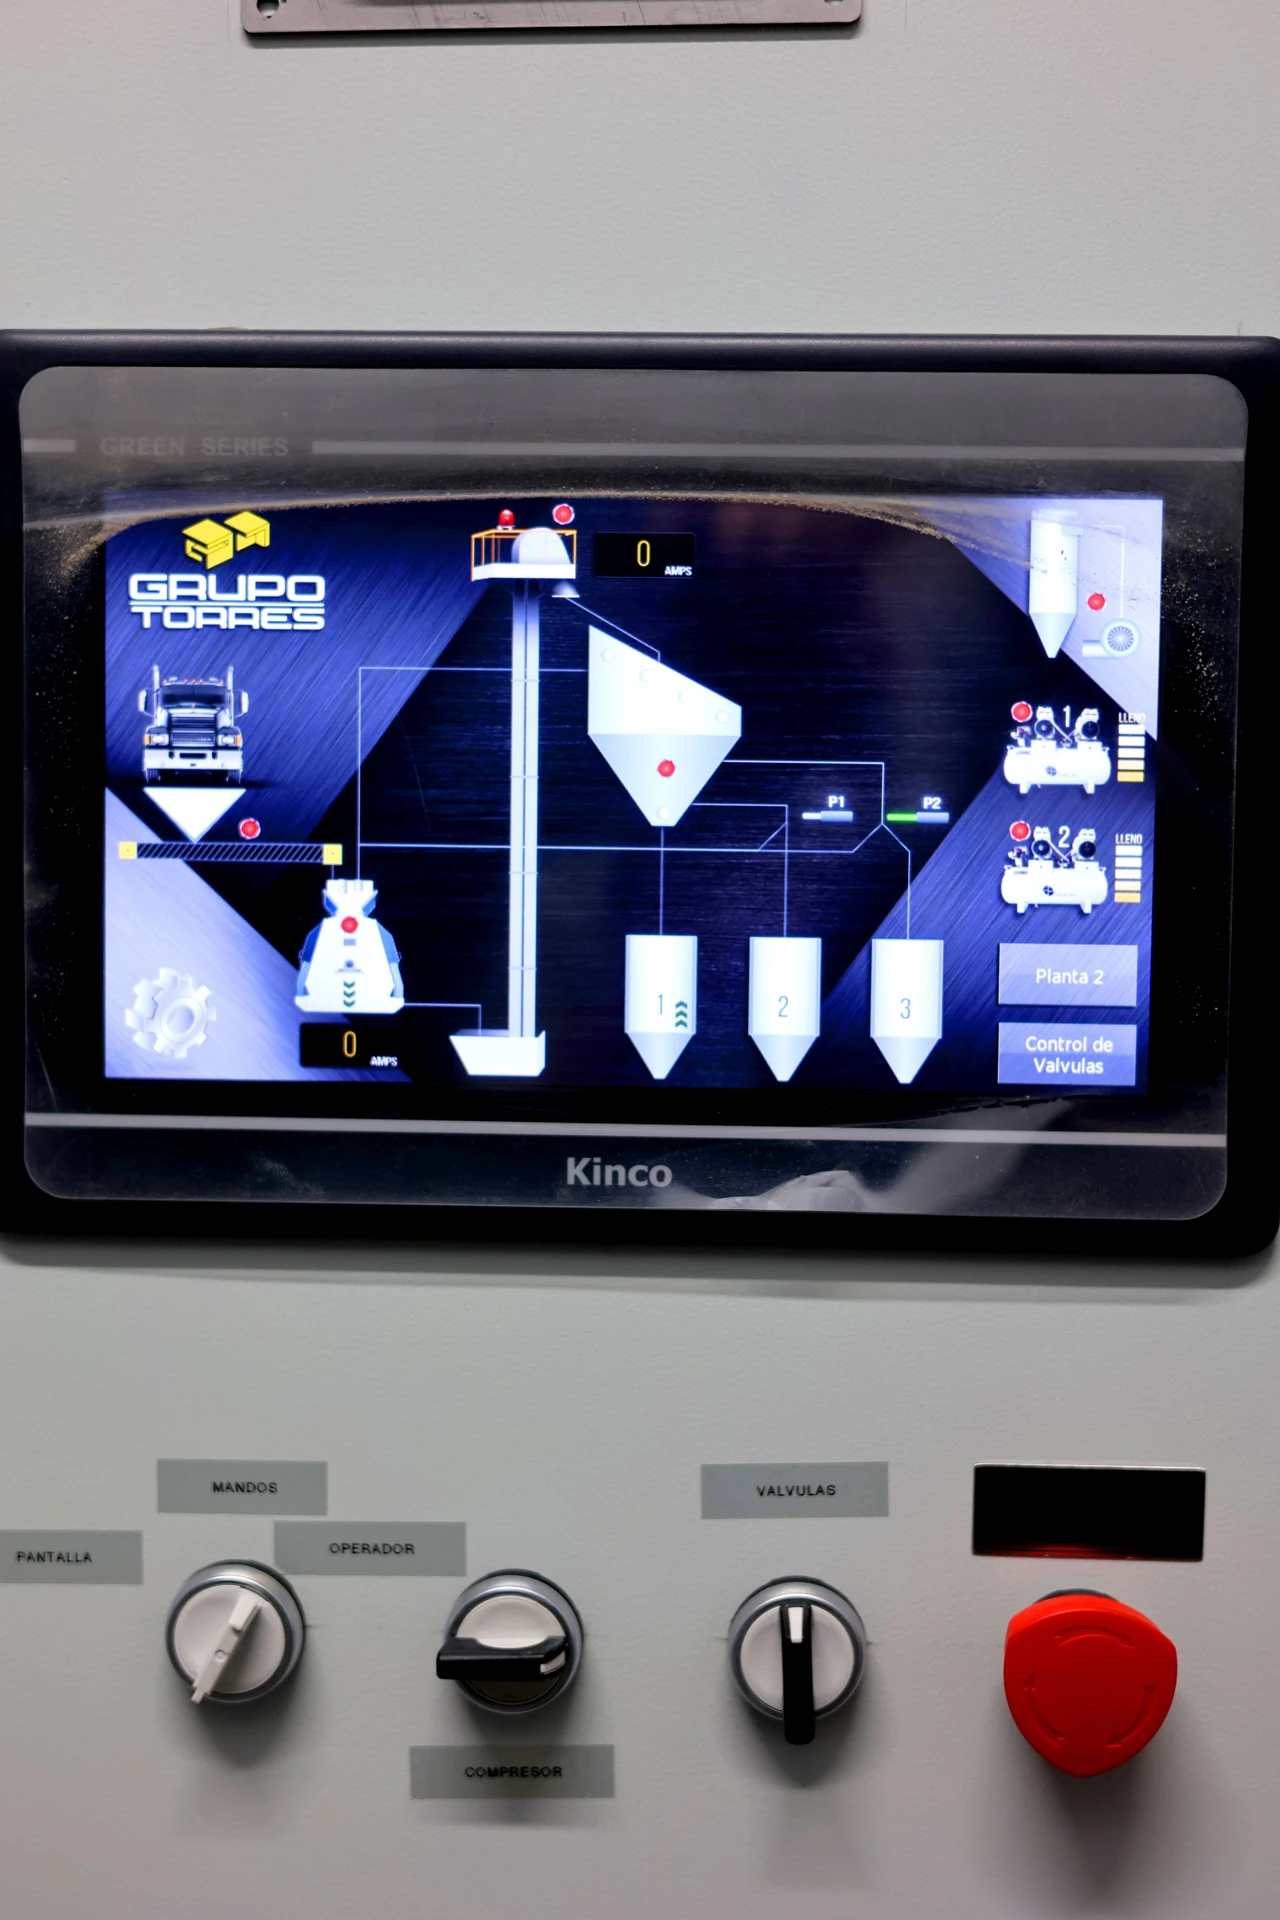 GREEN SERIES
GRUPO
TORRES
0
AMPS
1
LLENO
P1
P2
2
LLENO
Planta 2
1
2
3
Control de
Valvulas
0
AMPS
Kinco
MANDOS
VALVULAS
PANTALLA
OPERADOR
COMPRESOR